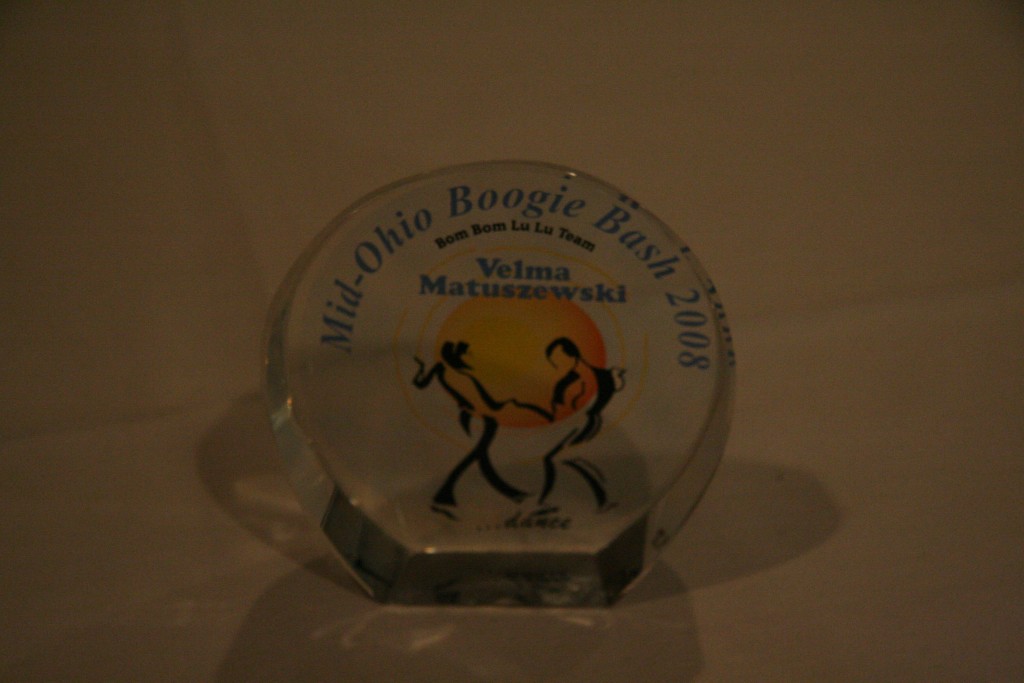 Mid-Ohio Boogie Bash 2008
Bom Bom Lu Lu Team
Velma
Matuszewski
...dance